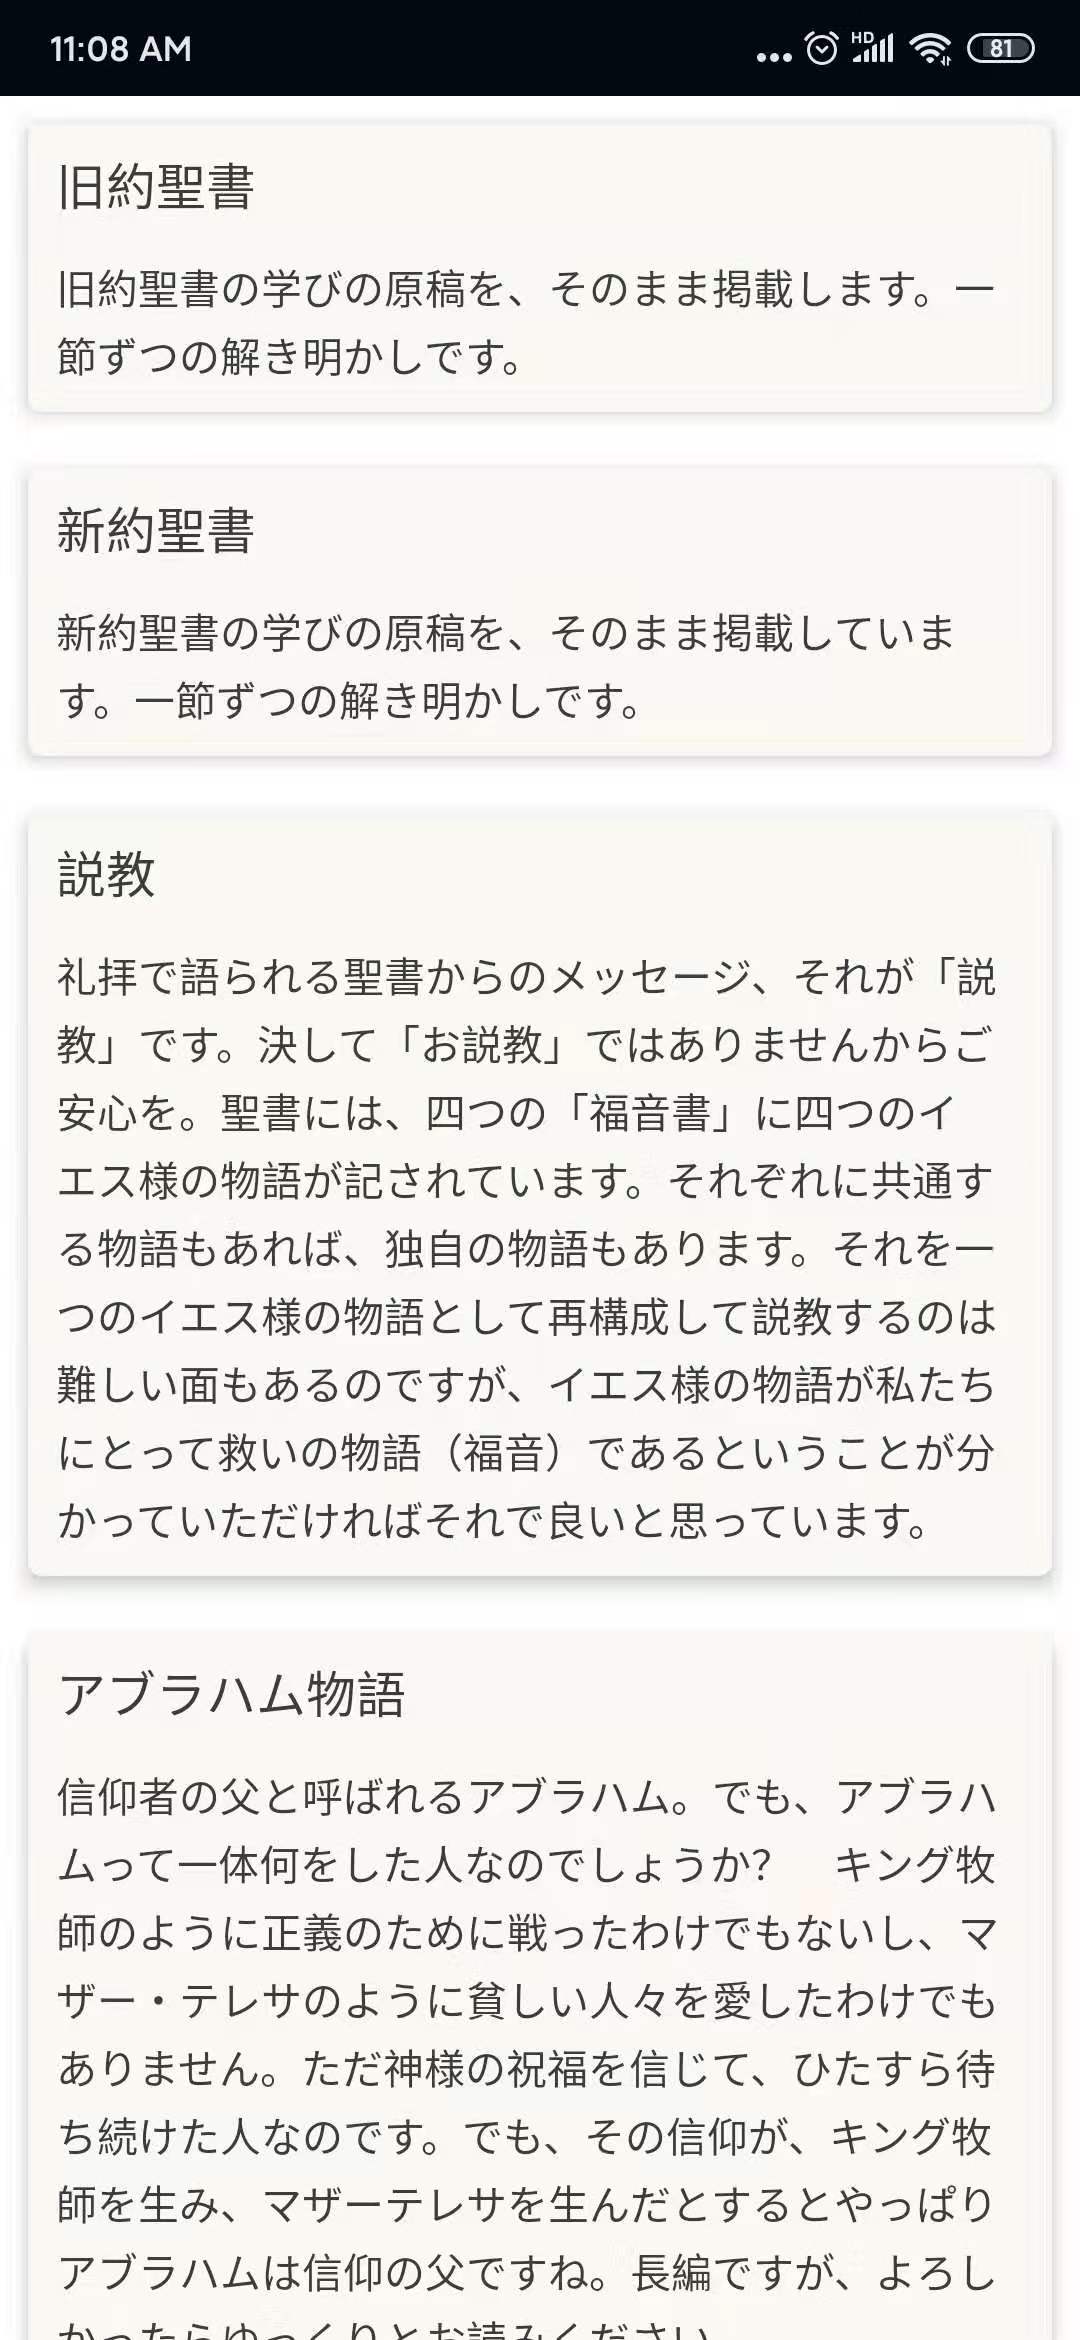 11:08 AM
HD
81
旧約聖書
旧約聖書の学びの原稿を、そのまま掲載します。一
節ずつの解き明かしです。
新約聖書
新約聖書の学びの原稿を、そのまま掲載していま
す。一節ずつの解き明かしです。
説教
礼拝で語られる聖書からのメッセージ、それが「説
教」です。決して「お説教」ではありませんからご
安心を。聖書には、四つの「福音書」に四つのイ
エス様の物語が記されています。それぞれに共通す
る物語もあれば、独自の物語もあります。それを一
つのイエス様の物語として再構成して説教するのは
難しい面もあるのですが、イエス様の物語が私たち
にとって救いの物語（福音）であるということが分
かっていただければそれで良いと思っています。
アブラハム物語
信仰者の父と呼ばれるアブラハム。でも、アブラハ
ムって一体何をした人なのでしょうか？　キング牧
師のように正義のために戦ったわけでもないし、マ
ザー・テレサのように貧しい人々を愛したわけでも
ありません。ただ神様の祝福を信じて、ひたすら待
ち続けた人なのです。でも、その信仰が、キング牧
師を生み、マザーテレサを生んだとするとやっぱり
アブラハムは信仰の父ですね。長編ですが、よろし
かったらゆっくりとお読みください